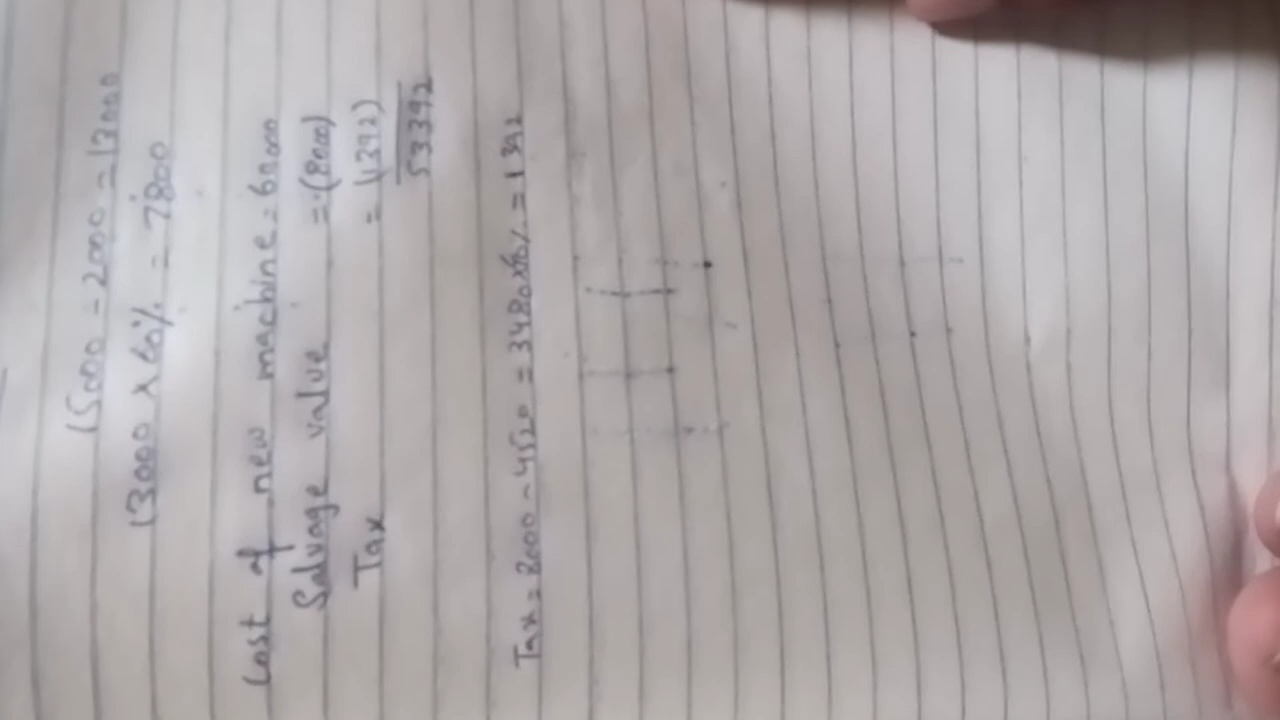 15000 - 2000 = 13000
13000 x 60% = 7800
Cost of new machine = 60000
Salvage value = (8000)
Tax = (1392)
53392
Tax = 8000 - 4520 = 3480 x 40% = 1392